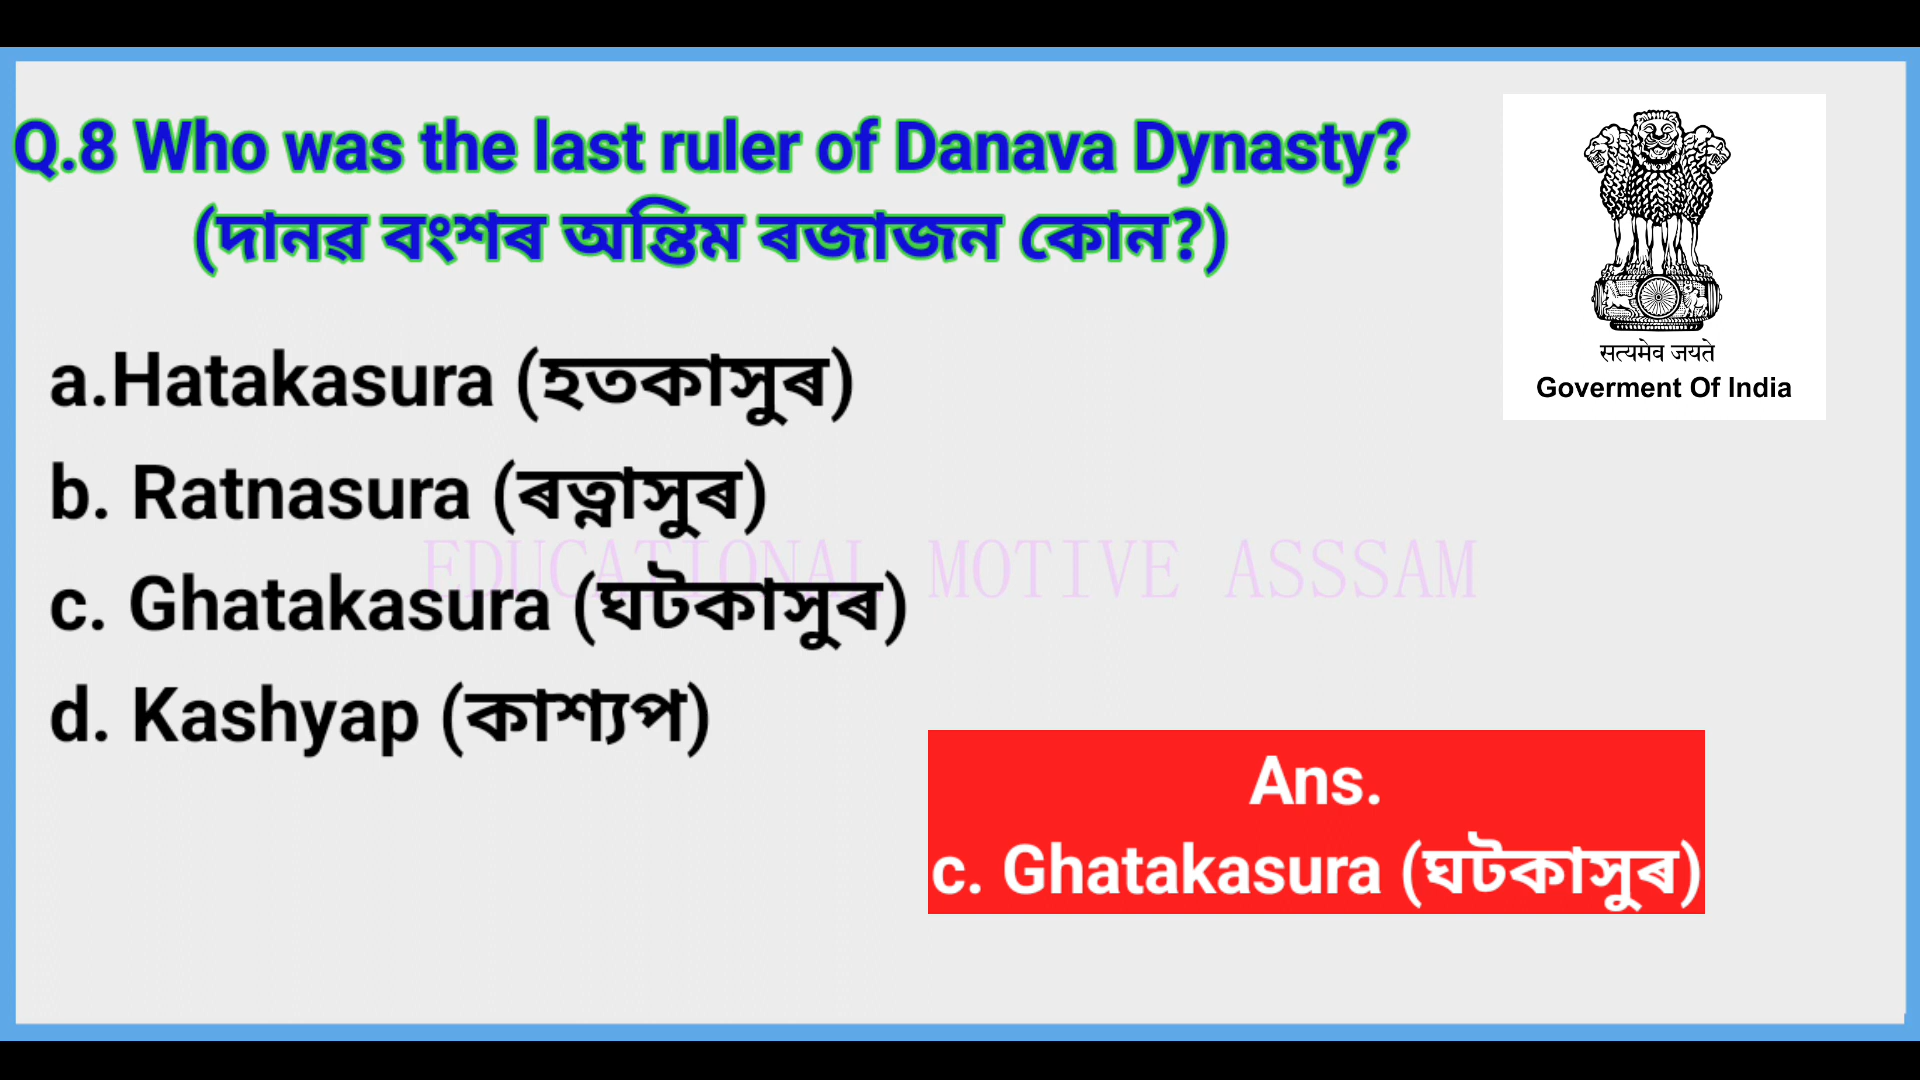 Q.8 Who was the last ruler of Danava Dynasty?
(দানৱ বংশৰ অন্তিম ৰজাজন কোন?)
सत्यमेव जयते
Goverment Of India
a.Hatakasura (হতকাসুৰ)
b. Ratnasura (ৰত্নাসুৰ)
EDUCATIONAL MOTIVE ASSSAM
c. Ghatakasura (ঘটকাসুৰ)
d. Kashyap (কাশ্যপ)
Ans.
c. Ghatakasura (ঘটকাসুৰ)